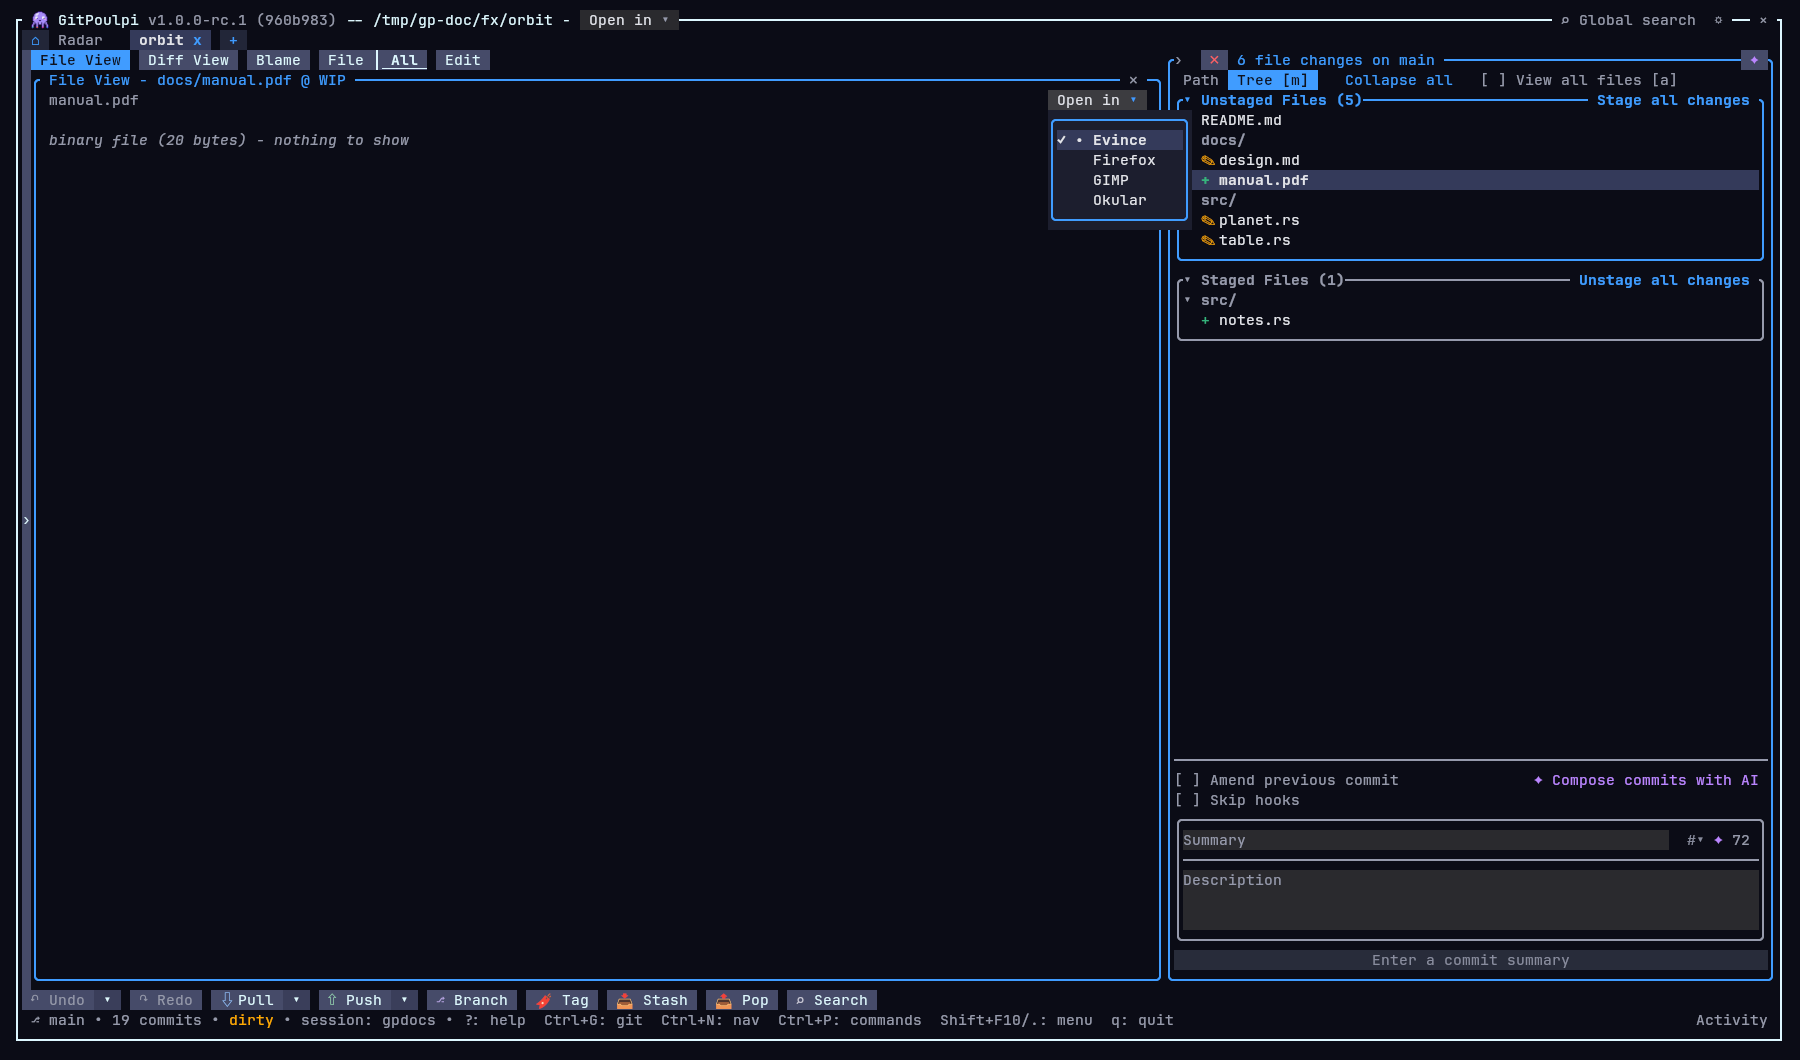 GitPoulpi v1.0.0-rc.1 (960b983) —— /tmp/gp-doc/fx/orbit - Open in ▾ ⌕ Global search ⚙ ×
⌂ Radar orbit x +
File View Diff View Blame File All Edit
› ✕ 6 file changes on main ✦
File View - docs/manual.pdf @ WIP ×
Path Tree [m] Collapse all [ ] View all files [a]
manual.pdf Open in ▾
▾ Unstaged Files (5) Stage all changes
binary file (20 bytes) - nothing to show
✓ • Evince
Firefox
GIMP
Okular
README.md
docs/
✎ design.md
+ manual.pdf
src/
✎ planet.rs
✎ table.rs
▾ Staged Files (1) Unstage all changes
▾ src/
+ notes.rs
›
[ ] Amend previous commit ✦ Compose commits with AI
[ ] Skip hooks
Summary #▾ ✦ 72
Description
Enter a commit summary
↶ Undo ▾ ↷ Redo ⇩ Pull ▾ ⇧ Push ▾ ⎇ Branch Tag Stash Pop ⌕ Search
⎇ main • 19 commits • dirty • session: gpdocs • ?: help Ctrl+G: git Ctrl+N: nav Ctrl+P: commands Shift+F10/.: menu q: quit Activity